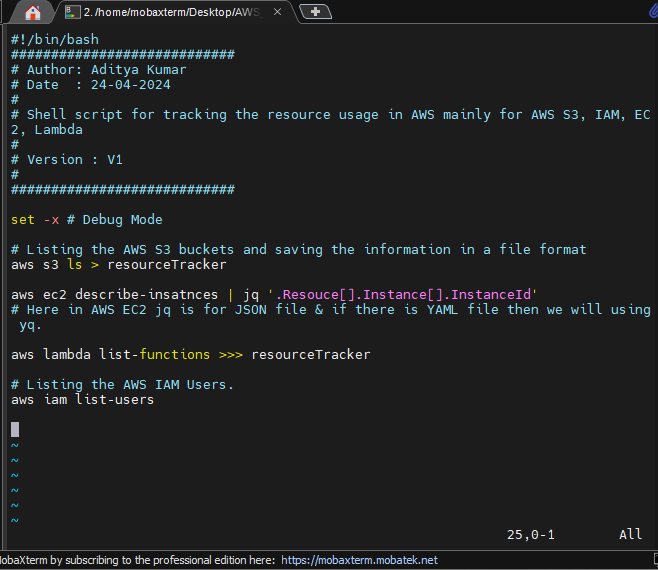 2. /home/mobaxterm/Desktop/AWS
#!/bin/bash
############################
# Author: Aditya Kumar
# Date  : 24-04-2024
#
# Shell script for tracking the resource usage in AWS mainly for AWS S3, IAM, EC
2, Lambda
#
# Version : V1
#
############################
set -x # Debug Mode
# Listing the AWS S3 buckets and saving the information in a file format
aws s3 ls > resourceTracker
aws ec2 describe-insatnces | jq '.Resouce[].Instance[].InstanceId'
# Here in AWS EC2 jq is for JSON file & if there is YAML file then we will using
 yq.
aws lambda list-functions >>> resourceTracker
# Listing the AWS IAM Users.
aws iam list-users
~
~
~
~
~
~
25,0-1 All
MobaXterm by subscribing to the professional edition here: https://mobaxterm.mobatek.net